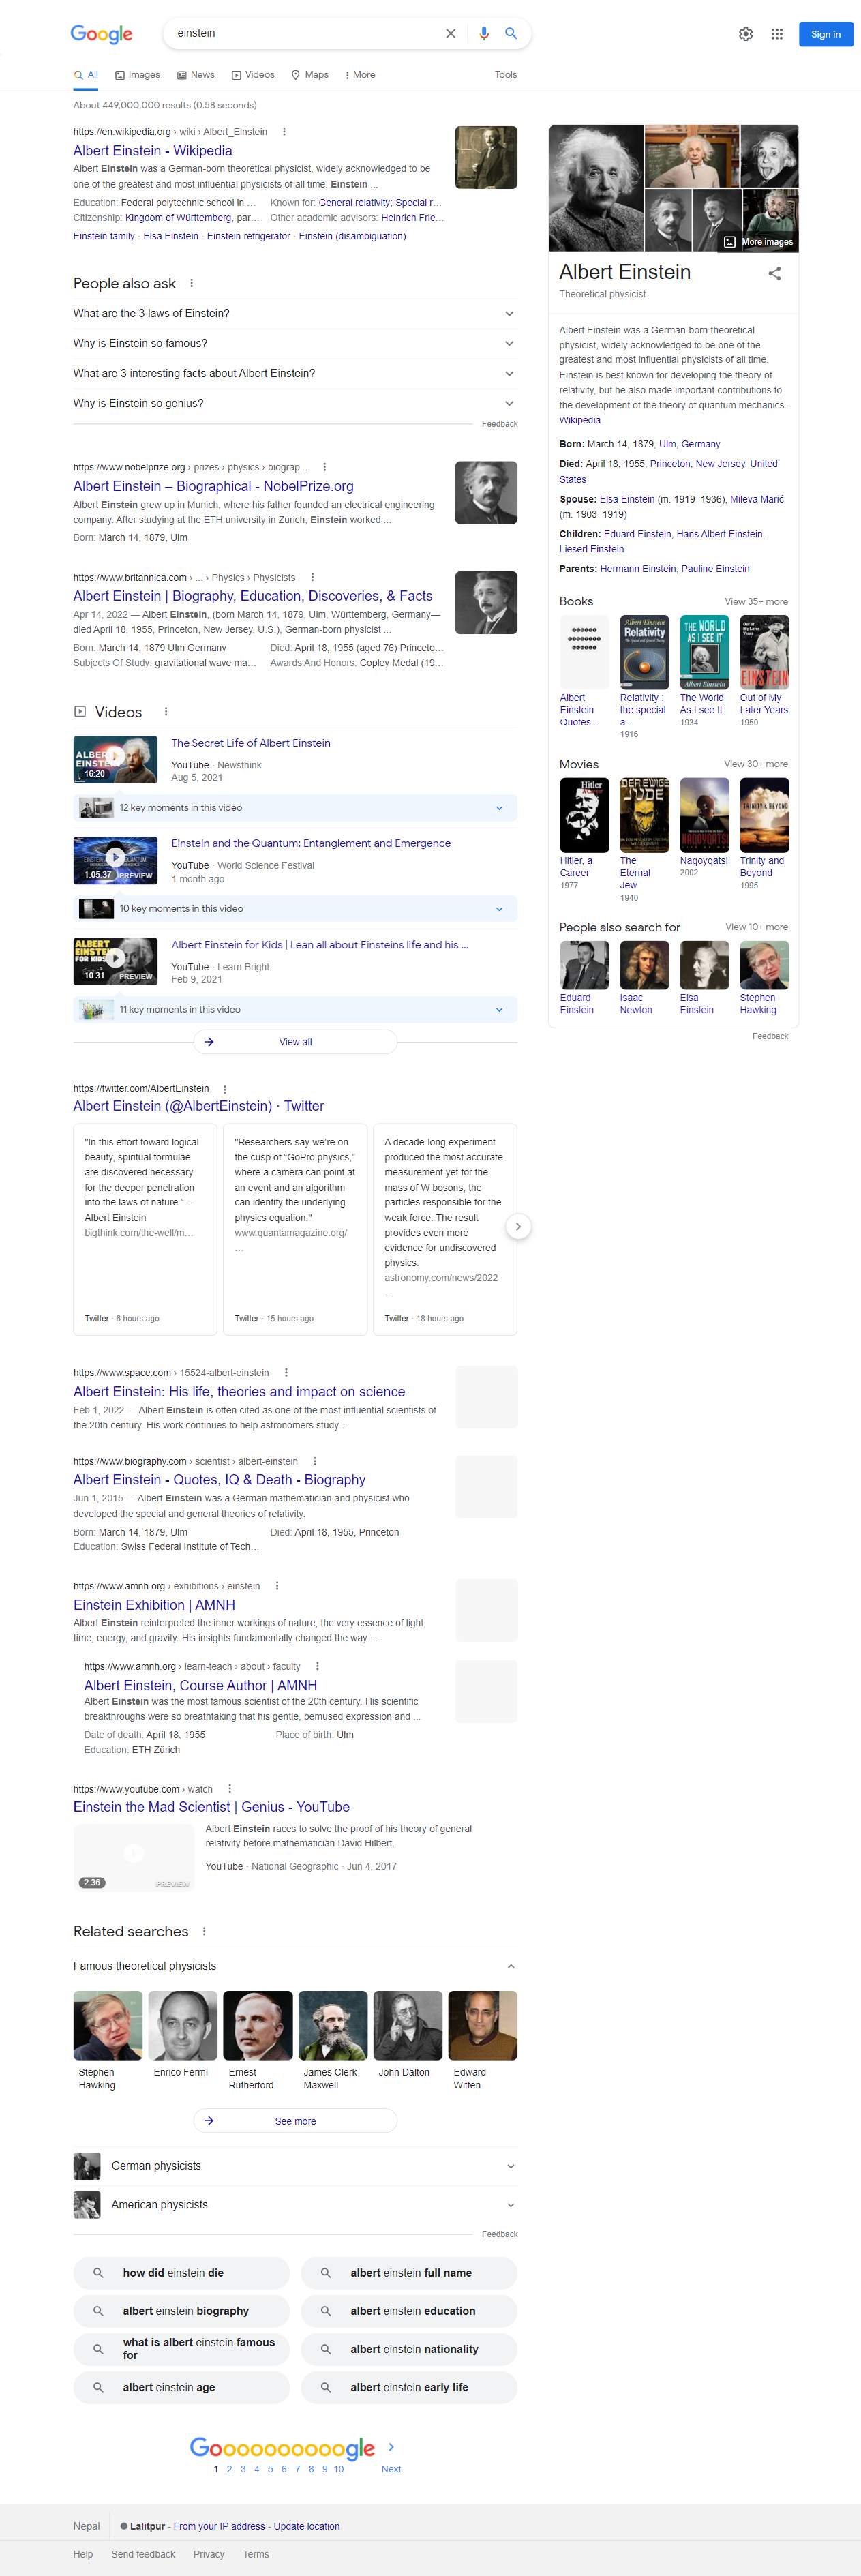 Google
einstein
Sign in
All
Images
News
Videos
Maps
More
Tools
About 449,000,000 results (0.58 seconds)
https://en.wikipedia.org › wiki › Albert_Einstein
Albert Einstein - Wikipedia
Albert Einstein was a German-born theoretical physicist, widely acknowledged to be
one of the greatest and most influential physicists of all time. Einstein ...
Education: Federal polytechnic school in ...
Known for: General relativity; Special r...
Citizenship: Kingdom of Württemberg, par...
Other academic advisors: Heinrich Frie...
Einstein family · Elsa Einstein · Einstein refrigerator · Einstein (disambiguation)
People also ask
What are the 3 laws of Einstein?
Why is Einstein so famous?
What are 3 interesting facts about Albert Einstein?
Why is Einstein so genius?
Feedback
https://www.nobelprize.org › prizes › physics › biograp...
Albert Einstein – Biographical - NobelPrize.org
Albert Einstein grew up in Munich, where his father founded an electrical engineering
company. After studying at the ETH university in Zurich, Einstein worked ...
Born: March 14, 1879, Ulm
https://www.britannica.com › ... › Physics › Physicists
Albert Einstein | Biography, Education, Discoveries, & Facts
Apr 14, 2022 — Albert Einstein, (born March 14, 1879, Ulm, Württemberg, Germany—
died April 18, 1955, Princeton, New Jersey, U.S.), German-born physicist ...
Born: March 14, 1879 Ulm Germany
Died: April 18, 1955 (aged 76) Princeto...
Subjects Of Study: gravitational wave ma...
Awards And Honors: Copley Medal (19...
Videos
ALBERT
EINSTEIN
16:20
The Secret Life of Albert Einstein
YouTube · Newsthink
Aug 5, 2021
12 key moments in this video
1:05:37
PREVIEW
Einstein and the Quantum: Entanglement and Emergence
YouTube · World Science Festival
1 month ago
10 key moments in this video
ALBERT
EINSTEIN
FOR KIDS
10:31
PREVIEW
Albert Einstein for Kids | Lean all about Einsteins life and his ...
YouTube · Learn Bright
Feb 9, 2021
11 key moments in this video
View all
https://twitter.com/AlbertEinstein
Albert Einstein (@AlbertEinstein) · Twitter
"In this effort toward logical
beauty, spiritual formulae
are discovered necessary
for the deeper penetration
into the laws of nature.” –
Albert Einstein
bigthink.com/the-well/m...
Twitter · 6 hours ago
"Researchers say we're on
the cusp of “GoPro physics,”
where a camera can point at
an event and an algorithm
can identify the underlying
physics equation."
www.quantamagazine.org/
...
Twitter · 15 hours ago
A decade-long experiment
produced the most accurate
measurement yet for the
mass of W bosons, the
particles responsible for the
weak force. The result
provides even more
evidence for undiscovered
physics.
astronomy.com/news/2022
...
Twitter · 18 hours ago
https://www.space.com › 15524-albert-einstein
Albert Einstein: His life, theories and impact on science
Feb 1, 2022 — Albert Einstein is often cited as one of the most influential scientists of
the 20th century. His work continues to help astronomers study ...
https://www.biography.com › scientist › albert-einstein
Albert Einstein - Quotes, IQ & Death - Biography
Jun 1, 2015 — Albert Einstein was a German mathematician and physicist who
developed the special and general theories of relativity.
Born: March 14, 1879, Ulm
Died: April 18, 1955, Princeton
Education: Swiss Federal Institute of Tech...
https://www.amnh.org › exhibitions › einstein
Einstein Exhibition | AMNH
Albert Einstein reinterpreted the inner workings of nature, the very essence of light,
time, energy, and gravity. His insights fundamentally changed the way ...
https://www.amnh.org › learn-teach › about › faculty
Albert Einstein, Course Author | AMNH
Albert Einstein was the most famous scientist of the 20th century. His scientific
breakthroughs were so breathtaking that his gentle, bemused expression and ...
Date of death: April 18, 1955
Place of birth: Ulm
Education: ETH Zürich
https://www.youtube.com › watch
Einstein the Mad Scientist | Genius - YouTube
2:36
PREVIEW
Albert Einstein races to solve the proof of his theory of general
relativity before mathematician David Hilbert.
YouTube · National Geographic · Jun 4, 2017
Related searches
Famous theoretical physicists
Stephen
Hawking
Enrico Fermi
Ernest
Rutherford
James Clerk
Maxwell
John Dalton
Edward
Witten
See more
German physicists
American physicists
Feedback
how did einstein die
albert einstein full name
albert einstein biography
albert einstein education
what is albert einstein famous
for
albert einstein nationality
albert einstein age
albert einstein early life
Goooooooooogle
1 2 3 4 5 6 7 8 9 10
Next
More images
Albert Einstein
Theoretical physicist
Albert Einstein was a German-born theoretical
physicist, widely acknowledged to be one of the
greatest and most influential physicists of all time.
Einstein is best known for developing the theory of
relativity, but he also made important contributions to
the development of the theory of quantum mechanics.
Wikipedia
Born: March 14, 1879, Ulm, Germany
Died: April 18, 1955, Princeton, New Jersey, United
States
Spouse: Elsa Einstein (m. 1919–1936), Mileva Marić
(m. 1903–1919)
Children: Eduard Einstein, Hans Albert Einstein,
Lieserl Einstein
Parents: Hermann Einstein, Pauline Einstein
Books
View 35+ more
Albert Einstein
Relativity
THE WORLD
AS I SEE IT
Albert Einstein
Out of My
Later Years
EINSTEIN
Albert
Einstein
Quotes...
Relativity :
the special
a...
1916
The World
As I see It
1934
Out of My
Later Years
1950
Movies
View 30+ more
Hitler
DER EWIGE
JUDE
NAQOYQATSI
TRINITY & BEYOND
Hitler, a
Career
1977
The
Eternal
Jew
1940
Naqoyqatsi
2002
Trinity and
Beyond
1995
People also search for
View 10+ more
Eduard
Einstein
Isaac
Newton
Elsa
Einstein
Stephen
Hawking
Feedback
Nepal
Lalitpur - From your IP address - Update location
Help
Send feedback
Privacy
Terms